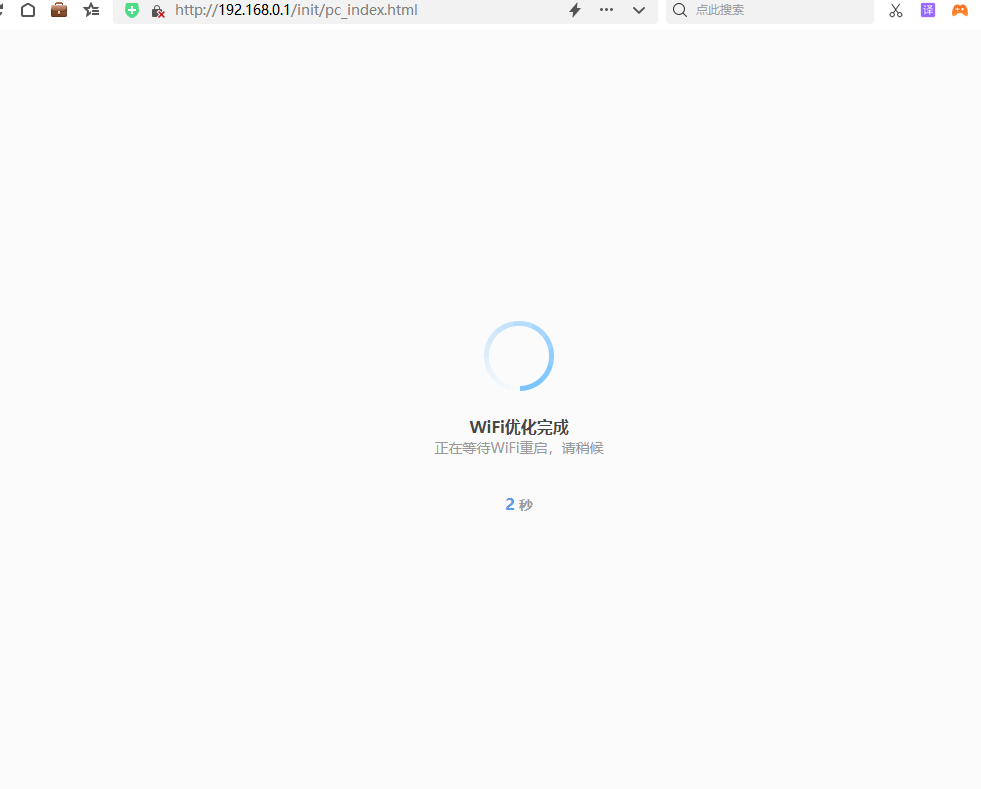 http://192.168.0.1/init/pc_index.html
点此搜索
译
WiFi优化完成
正在等待WiFi重启，请稍候
2 秒